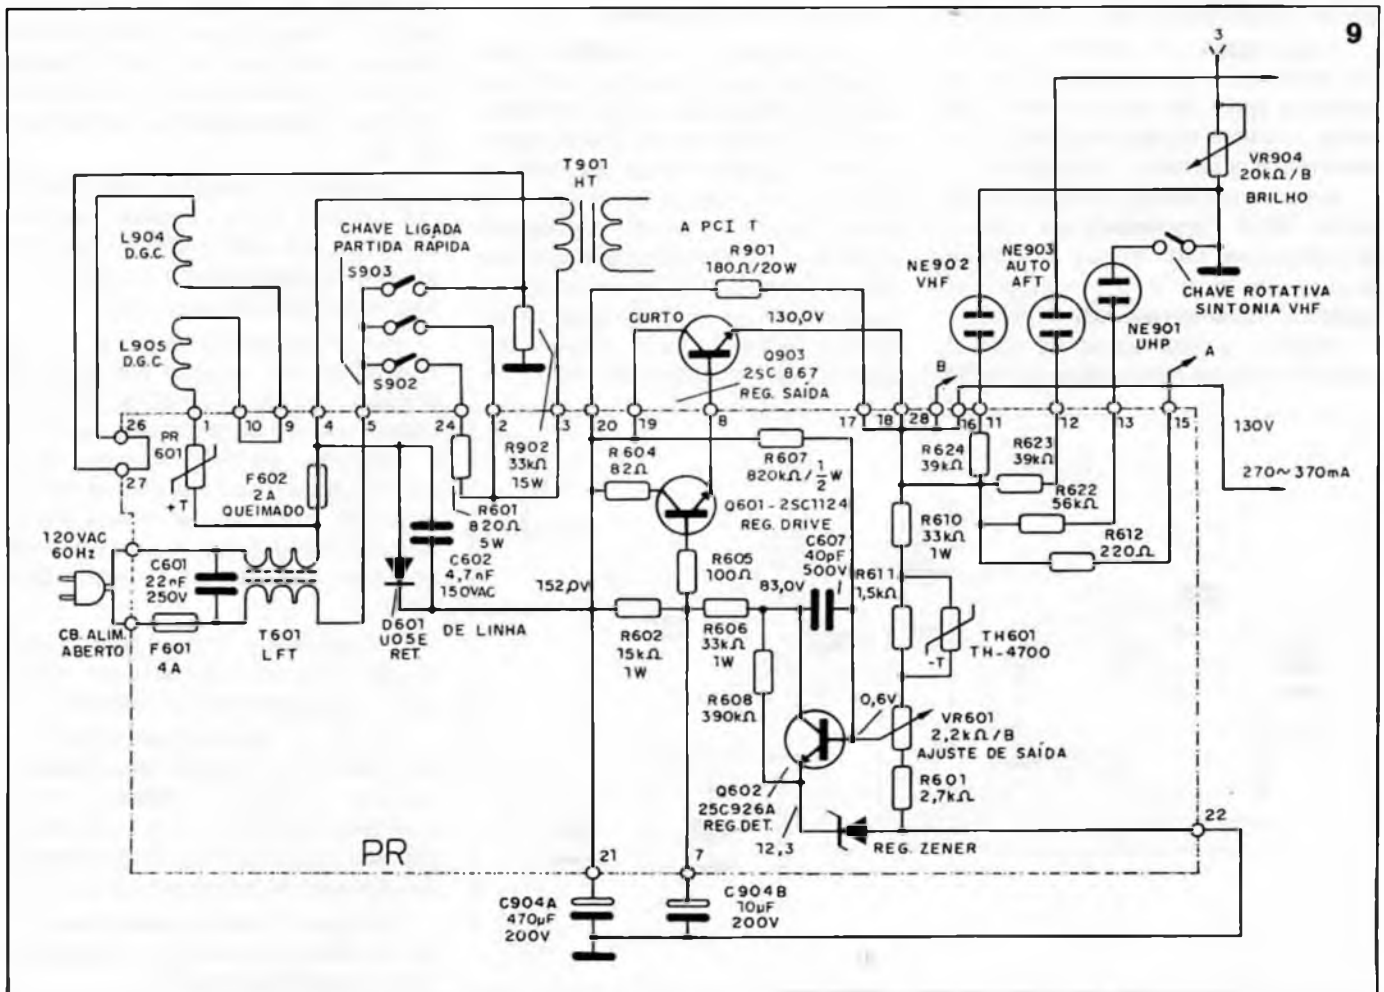 9
3
VR904
20kΩ/B
BRILHO
T901
HT
L904
D.G.C.
CHAVE LIGADA
PARTIDA RÁPIDA
S903
A PCI T
R901
180Ω/20W
NE902
VHF
NE903
AUTO
AFT
CHAVE ROTATIVA
SINTONIA VHF
NE901
UHP
CURTO
130,0V
L905
D.G.C.
S902
Q903
2SC867
REG. SAÍDA
B
A
26
1
10
9
4
5
24
2
3
20
19
8
17
18
28
16
11
12
13
15
130V
270~370mA
PR
601
+T
27
F602
2A
QUEIMADO
R902
33kΩ
15W
R604
82Ω
R607
820kΩ/½W
R624
39kΩ
R623
39kΩ
R622
56kΩ
R612
220Ω
R601
820Ω
5W
Q601-2SC1124
REG. DRIVE
R610
33kΩ
1W
120VAC
60Hz
C601
22nF
250V
C602
4,7nF
150VAC
R605
100Ω
C607
40pF
500V
152,0V
83,0V
R611
1,5kΩ
TH601
TH-4700
-T
CB. ALIM.
ABERTO
F601
4A
T601
LFT
D601
U05E
RET.
DE LINHA
R602
15kΩ
1W
R606
33kΩ
1W
R608
390kΩ
0,6V
VR601
2,2kΩ/B
AJUSTE DE SAÍDA
Q602
2SC926A
REG.DET.
R601
2,7kΩ
12,3
REG. ZENER
22
PR
21
7
C904A
470µF
200V
C904B
10µF
200V